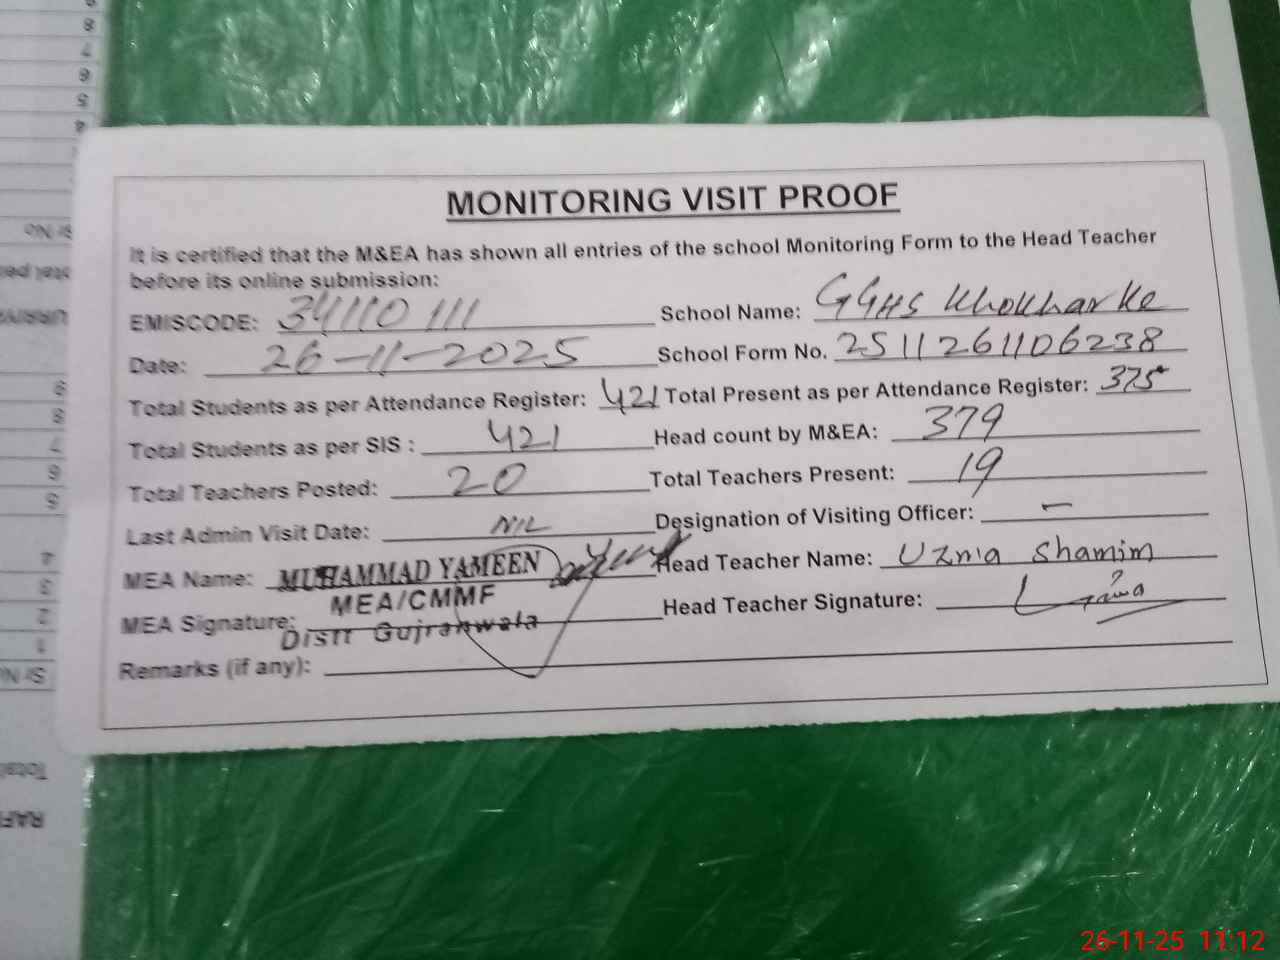 MONITORING VISIT PROOF
It is certified that the M&EA has shown all entries of the school Monitoring Form to the Head Teacher
before its online submission:
EMISCODE: 34110111 School Name: GGHS Khokhar Ke
Date: 26-11-2025 School Form No. 2511261106238
Total Students as per Attendance Register: 421 Total Present as per Attendance Register: 375
Total Students as per SIS : 421 Head count by M&EA: 379
Total Teachers Posted: 20 Total Teachers Present: 19
Last Admin Visit Date: NIL Designation of Visiting Officer: —
MEA Name: MUHAMMAD YAMEEN Head Teacher Name: Uzma Shamim
MEA/CMMF
MEA Signature: Head Teacher Signature:
Distt Gujranwala
Remarks (if any):
26-11-25 11:12